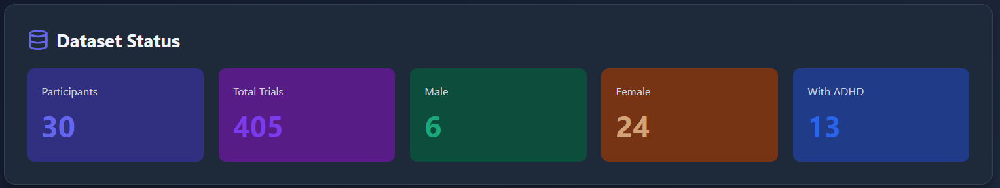 Dataset Status
Participants
30
Total Trials
405
Male
6
Female
24
With ADHD
13